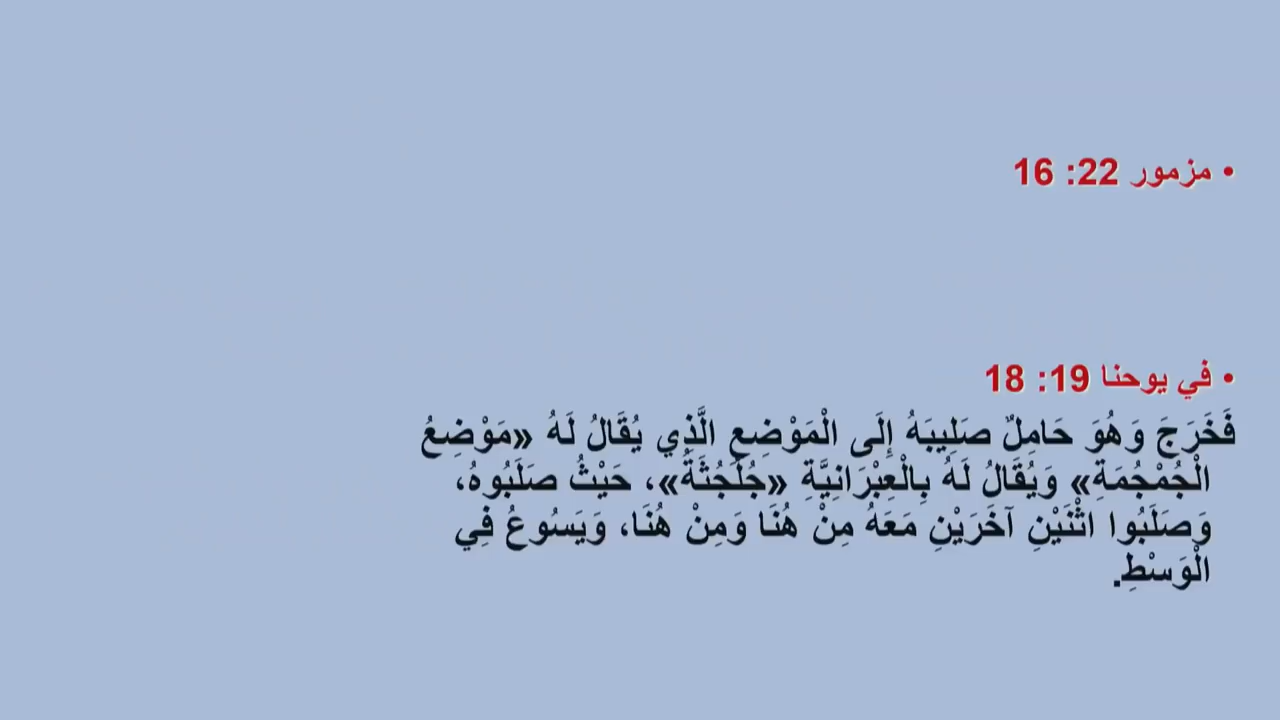 • مزمور 22: 16
• في يوحنا 19: 18
فَخَرَجَ وَهُوَ حَامِلٌ صَلِيبَهُ إِلَى الْمَوْضِعِ الَّذِي يُقَالُ لَهُ «مَوْضِعُ
الْجُمْجُمَةِ» وَيُقَالُ لَهُ بِالْعِبْرَانِيَّةِ «جُلْجُثَةُ»، حَيْثُ صَلَبُوهُ،
وَصَلَبُوا اثْنَيْنِ آخَرَيْنِ مَعَهُ مِنْ هُنَا وَمِنْ هُنَا، وَيَسُوعُ فِي
الْوَسْطِ.